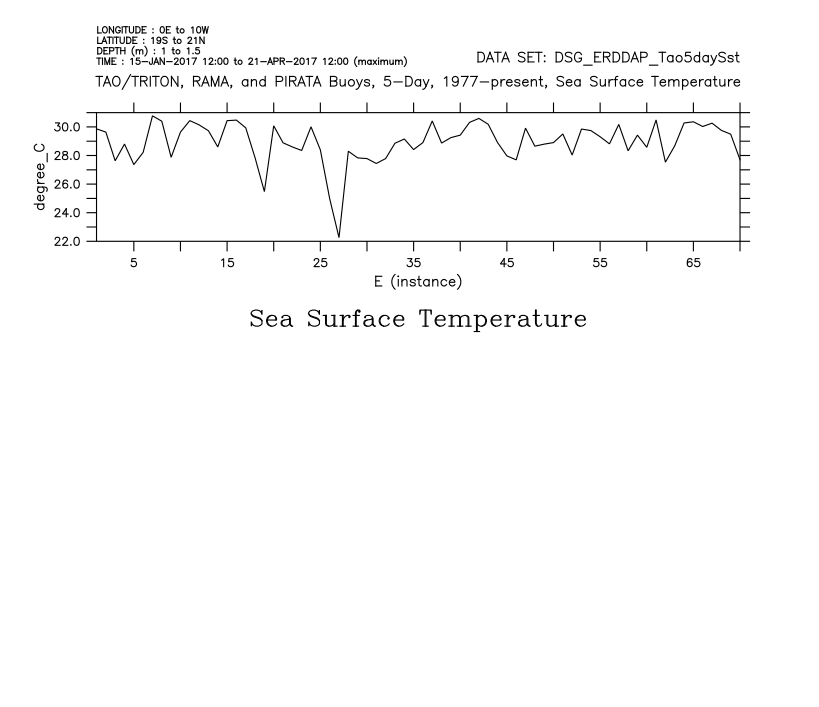 LONGITUDE : 0E to 10W
LATITUDE : 19S to 21N
DEPTH (m) : 1 to 1.5
TIME : 15-JAN-2017 12:00 to 21-APR-2017 12:00 (maximum)
DATA SET: DSG_ERDDAP_Tao5daySst
TAO/TRITON, RAMA, and PIRATA Buoys, 5-Day, 1977-present, Sea Surface Temperature
30.0
28.0
26.0
24.0
22.0
degree_C
5 15 25 35 45 55 65
E (instance)
Sea Surface Temperature